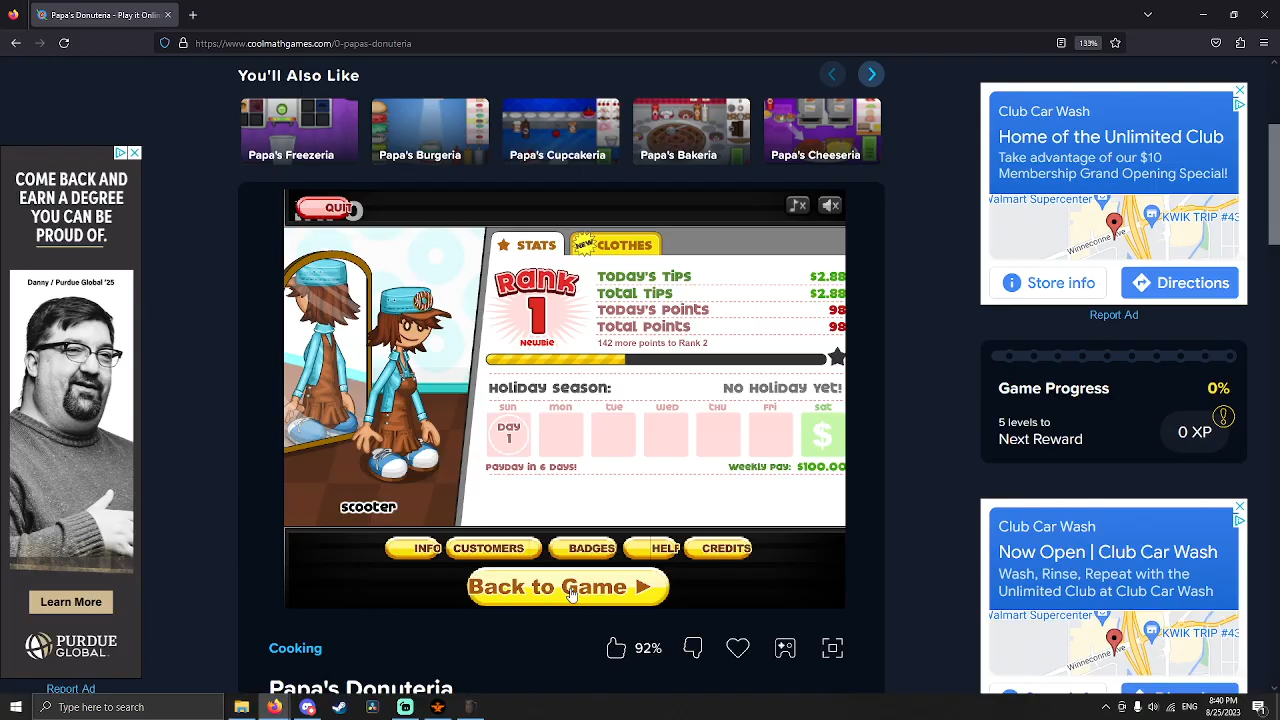 Papa's Donuteria - Play it Onlin
https://www.coolmathgames.com/0-papas-donuteria
133%
You'll Also Like
Papa's Freezeria
Papa's Burgeria
Papa's Cupcakeria
Papa's Bakeria
Papa's Cheeseria
COME BACK AND
EARN A DEGREE
YOU CAN BE
PROUD OF.
Danny / Purdue Global '25
Learn More
PURDUE
GLOBAL
Report Ad
QUIT
STATS
NEW
CLOTHES
Rank
1
Newbie
Today's Tips $2.88
Total Tips $2.88
Today's Points 98
Total Points 98
142 more points to Rank 2
Holiday Season: No Holiday Yet!
Sun Mon Tue Wed Thu Fri Sat
Day
1
$
Payday in 6 days! Weekly Pay: $100.00
Scooter
INFO
CUSTOMERS
BADGES
HELP
CREDITS
Back to Game
Cooking
92%
Papa's Donuteria
Club Car Wash
Home of the Unlimited Club
Take advantage of our $10
Membership Grand Opening Special!
Walmart Supercenter
KWIK TRIP #43
Winneconne Ave
Store info
Directions
Report Ad
Game Progress 0%
5 levels to
Next Reward
0 XP
Club Car Wash
Now Open | Club Car Wash
Wash, Rinse, Repeat with the
Unlimited Club at Club Car Wash
Walmart Supercenter
KWIK TRIP #43
Winneconne Ave
Type here to search
8:40 PM
8/25/2023